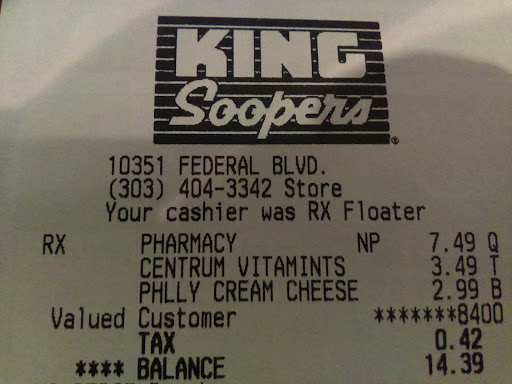 KING
Soopers®
10351 FEDERAL BLVD.
(303) 404-3342 Store
Your cashier was RX Floater
RX PHARMACY NP 7.49 Q
CENTRUM VITAMINTS 3.49 T
PHLLY CREAM CHEESE 2.99 B
Valued Customer *******8400
TAX 0.42
**** BALANCE 14.39